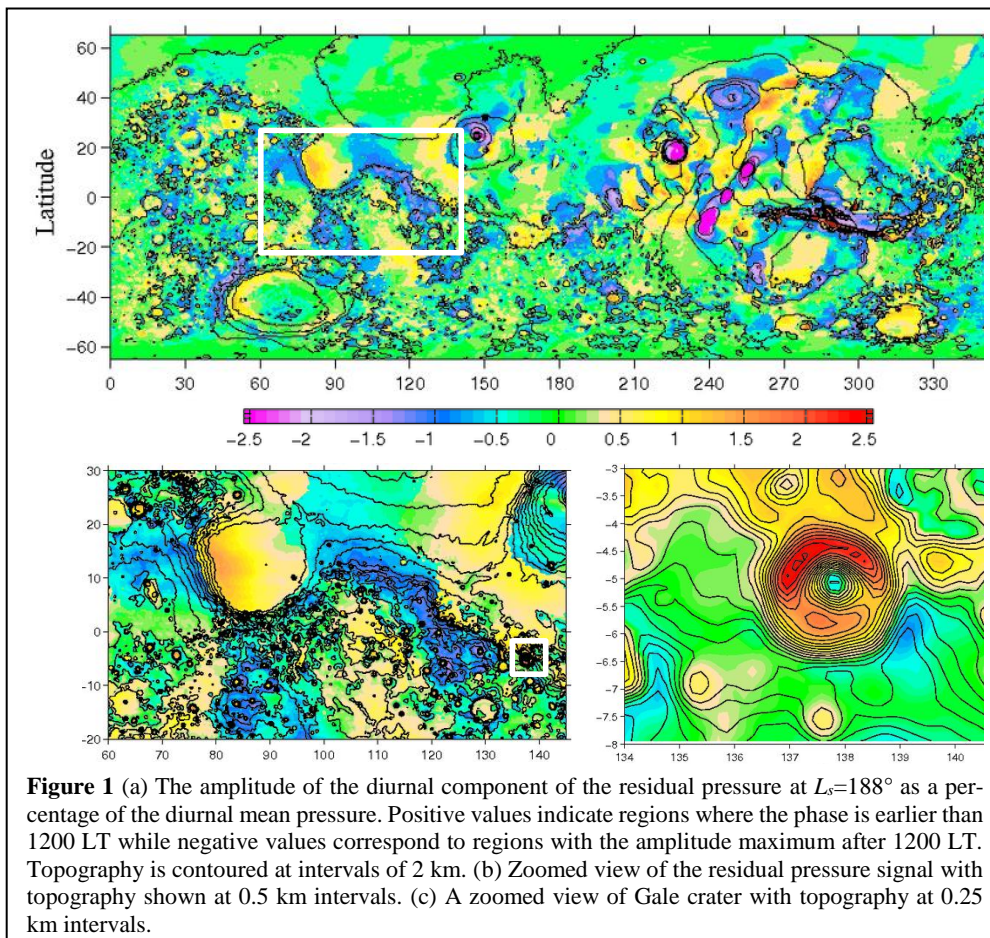 60
40
20
0
-20
-40
-60
Latitude
0 30 60 90 120 150 180 210 240 270 300 330
-2.5 -2 -1.5 -1 -0.5 0 0.5 1 1.5 2 2.5
30
20
10
0
-10
-20
60 70 80 90 100 110 120 130 140
-3
-3.5
-4
-4.5
-5
-5.5
-6
-6.5
-7
-7.5
-8
134 135 136 137 138 139 140
Figure 1 (a) The amplitude of the diurnal component of the residual pressure at Ls=188° as a per-
centage of the diurnal mean pressure. Positive values indicate regions where the phase is earlier than
1200 LT while negative values correspond to regions with the amplitude maximum after 1200 LT.
Topography is contoured at intervals of 2 km. (b) Zoomed view of the residual pressure signal with
topography shown at 0.5 km intervals. (c) A zoomed view of Gale crater with topography at 0.25
km intervals.